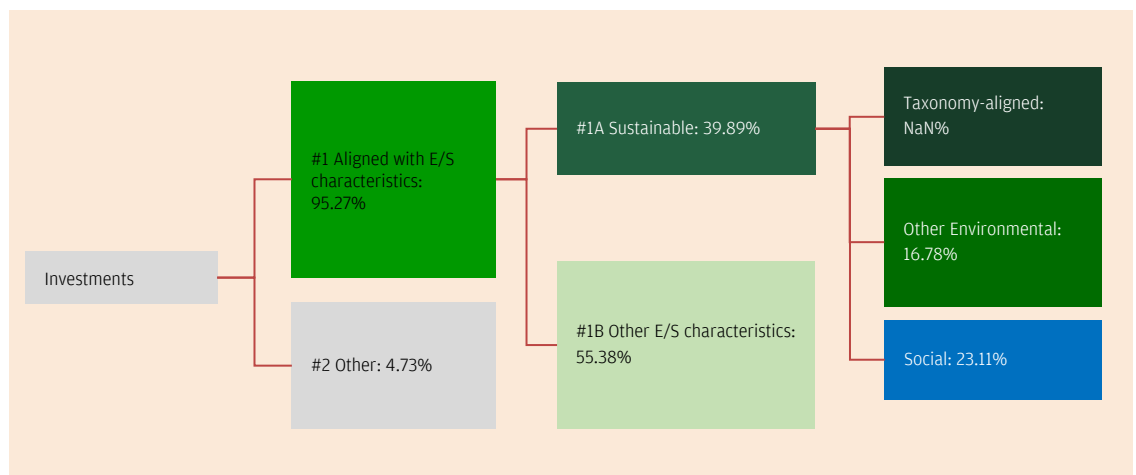 Investments
#1 Aligned with E/S
characteristics:
95.27%
#2 Other: 4.73%
#1A Sustainable: 39.89%
#1B Other E/S characteristics:
55.38%
Taxonomy-aligned:
NaN%
Other Environmental:
16.78%
Social: 23.11%